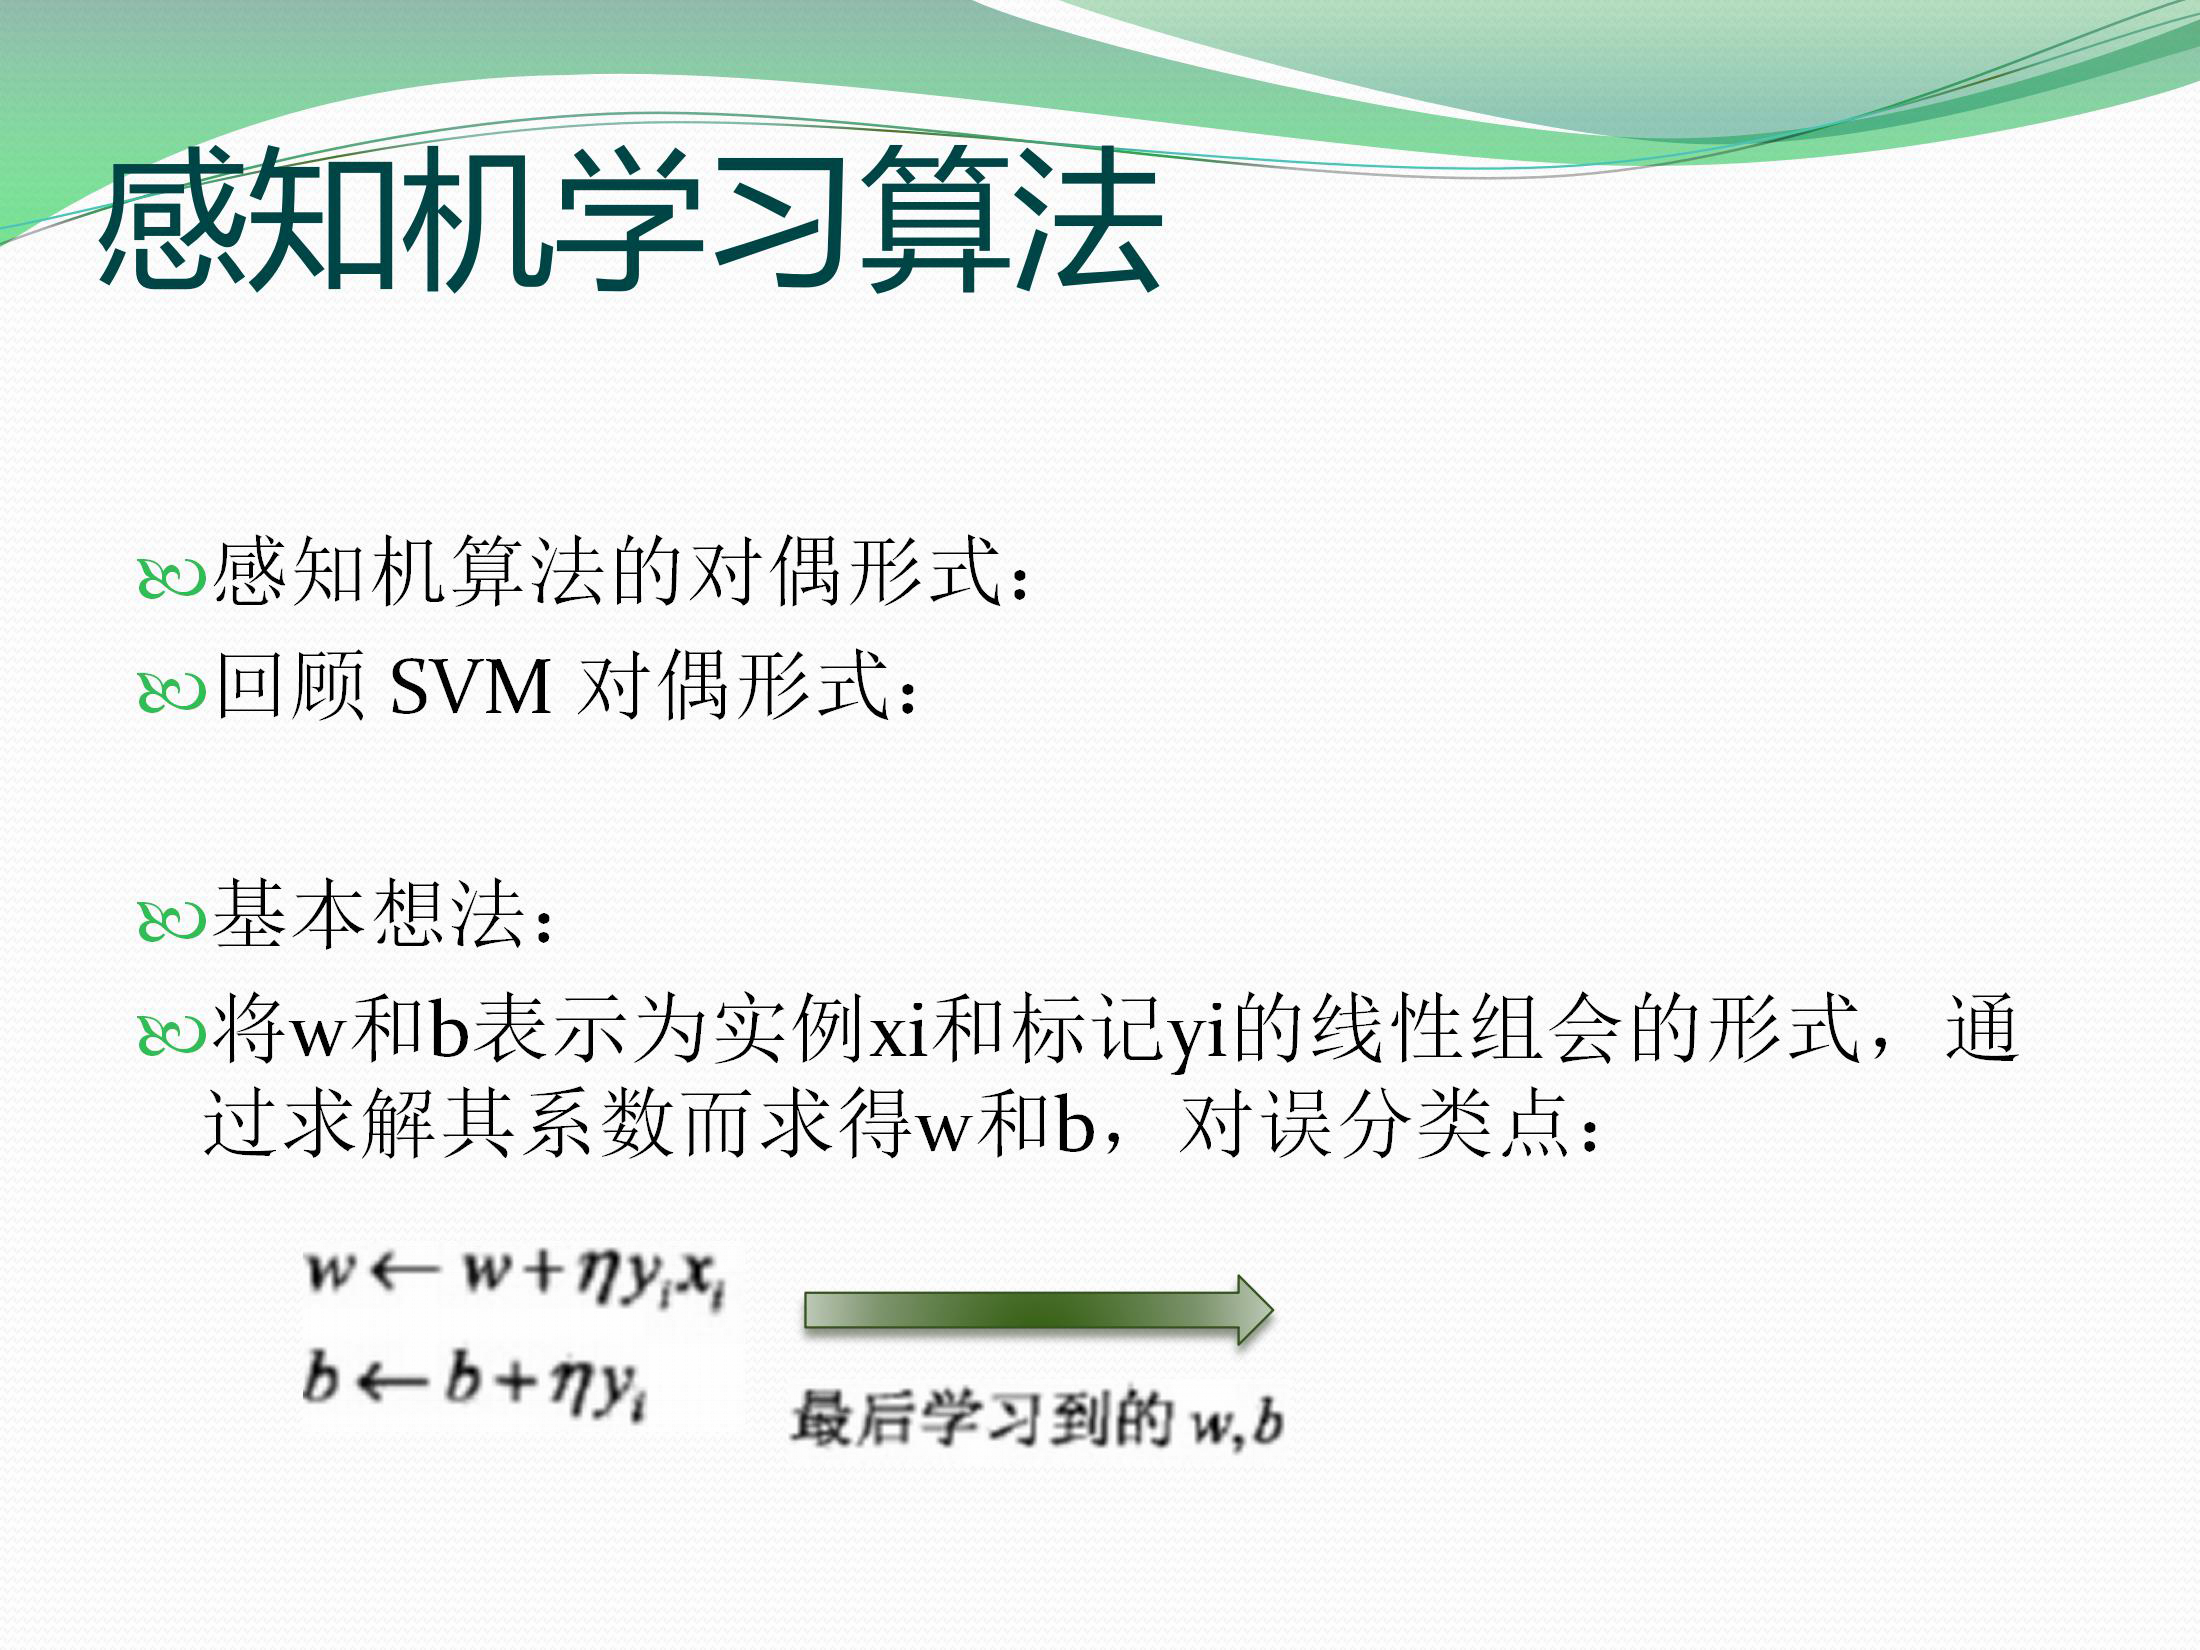 感知机学习算法
感知机算法的对偶形式：
回顾 SVM 对偶形式：
基本想法：
将w和b表示为实例xi和标记yi的线性组会的形式，通
过求解其系数而求得w和b，对误分类点：
w ← w + ηyᵢxᵢ
b ← b + ηyᵢ
最后学习到的 w,b